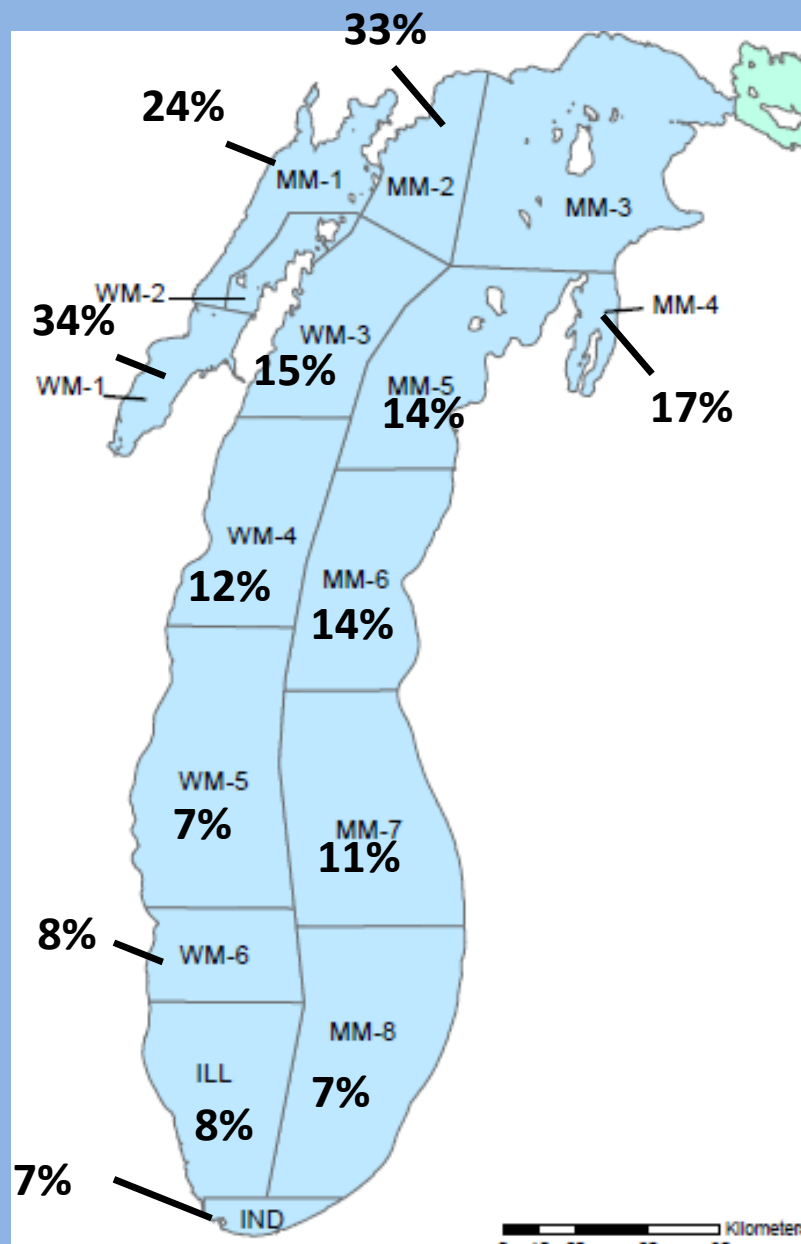 33%
24%
MM-1
MM-2
MM-3
WM-2
MM-4
34%
WM-3
15%
WM-1
MM-5
14%
17%
WM-4
12%
MM-6
14%
WM-5
7%
MM-7
11%
8%
WM-6
MM-8
ILL
7%
8%
7%
IND
Kilometers